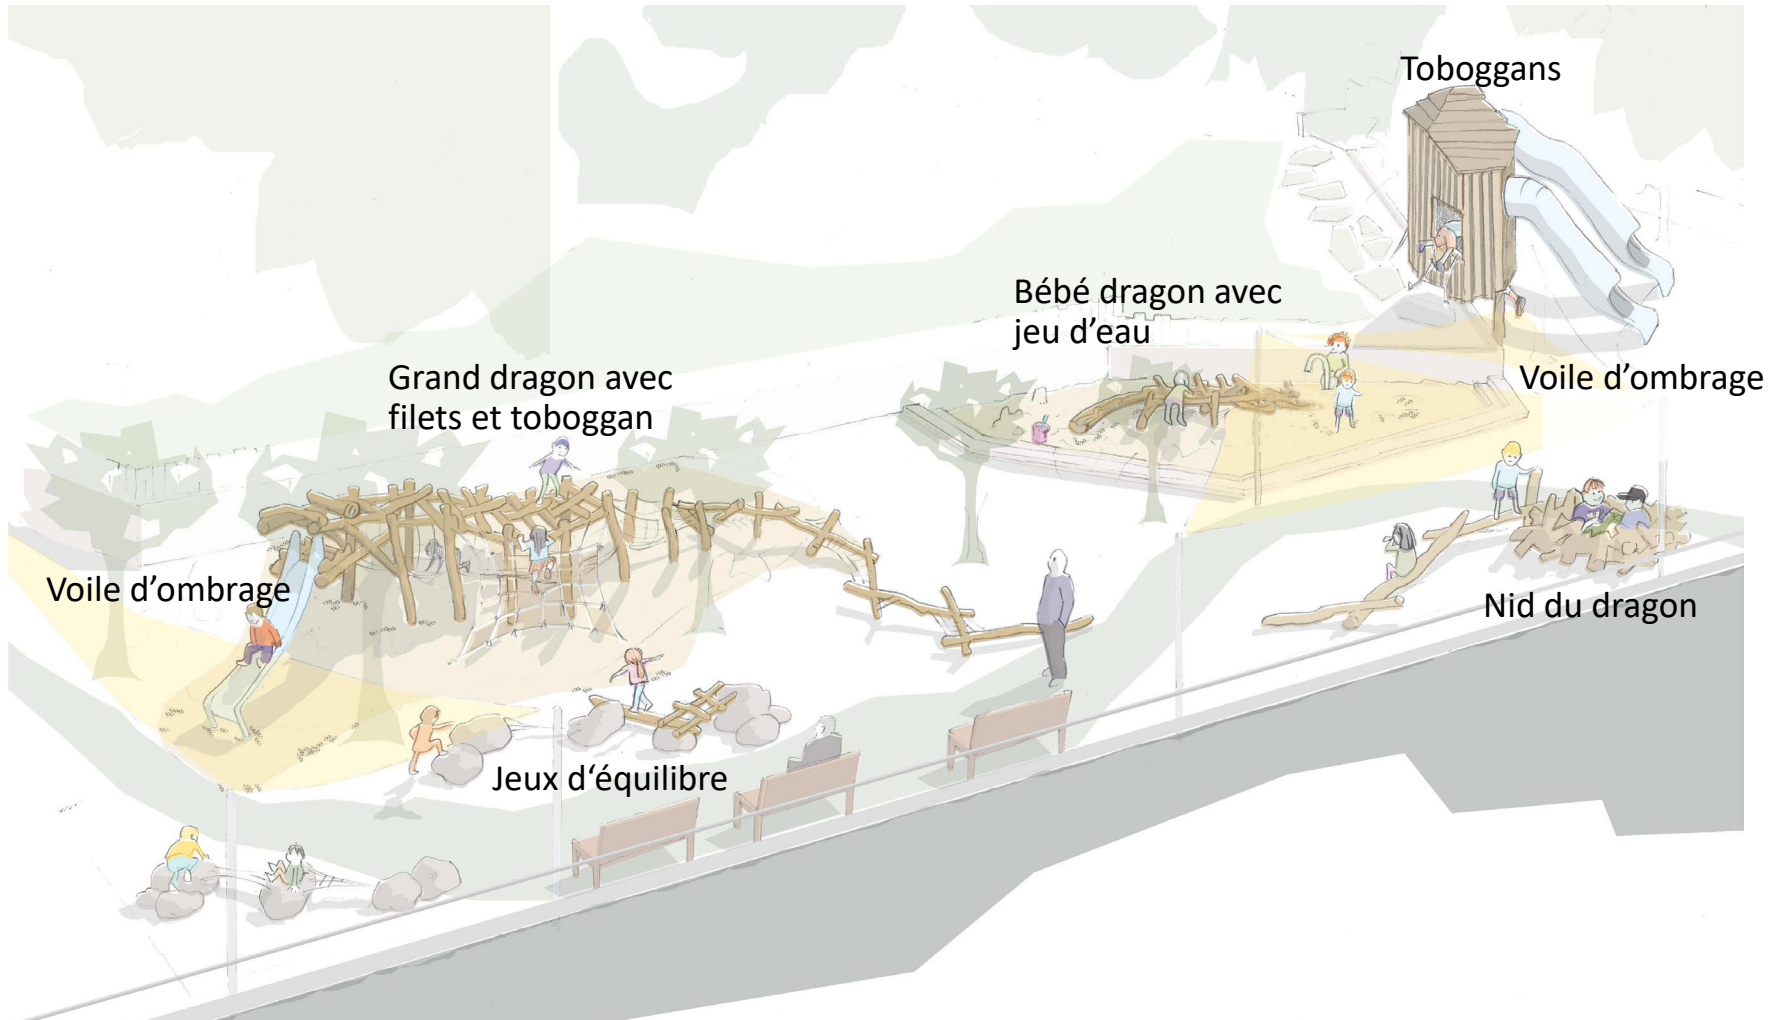 Toboggans
Bébé dragon avec
jeu d’eau
Voile d’ombrage
Grand dragon avec
filets et toboggan
Voile d’ombrage
Nid du dragon
Jeux d‘équilibre